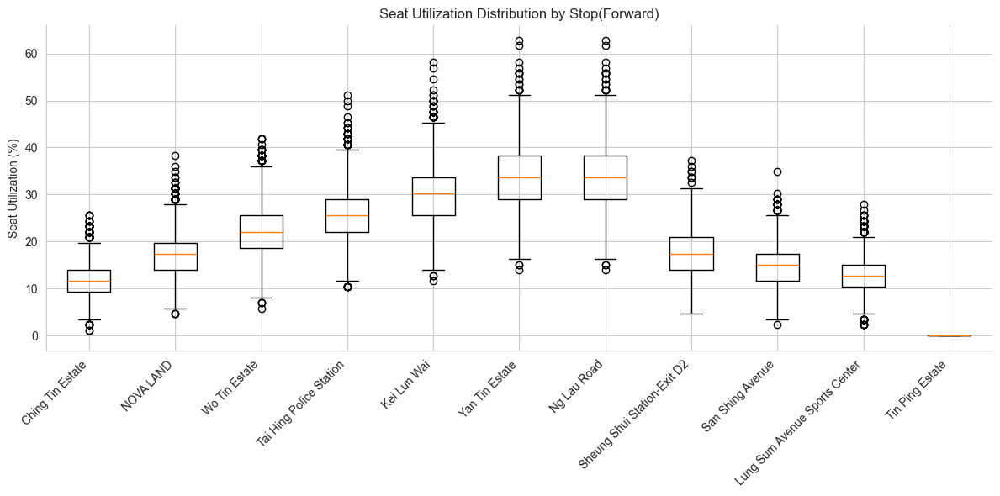 Seat Utilization Distribution by Stop(Forward)
Seat Utilization (%)
60
50
40
30
20
10
0
Ching Tin Estate
NOVA LAND
Wo Tin Estate
Tai Hing Police Station
Kei Lun Wai
Yan Tin Estate
Ng Lau Road
Sheung Shui Station-Exit D2
San Shing Avenue
Lung Sum Avenue Sports Center
Tin Ping Estate